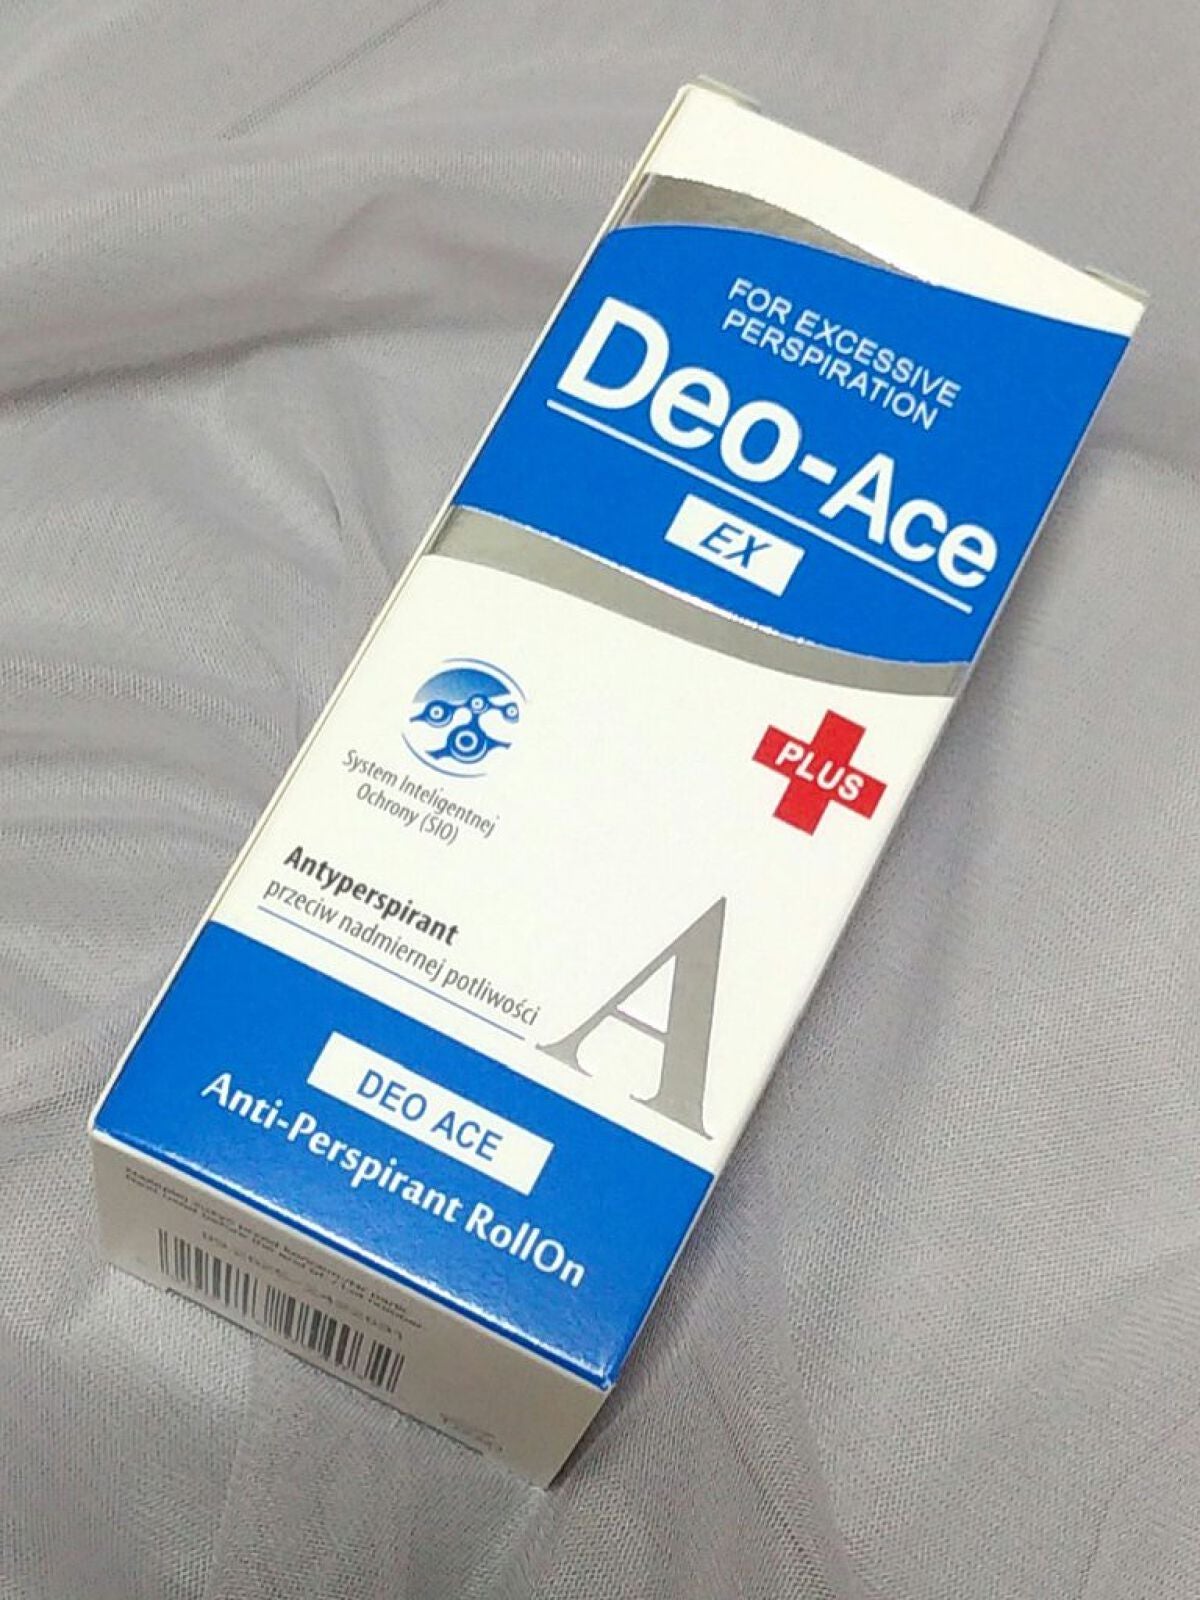 FOR EXCESSIVE
PERSPIRATION
Deo-Ace
EX
PLUS
System Inteligentnej
Ochrony (SIO)
Antyperspirant
przeciw nadmiernej potliwości
A
DEO ACE
Anti-Perspirant RollOn